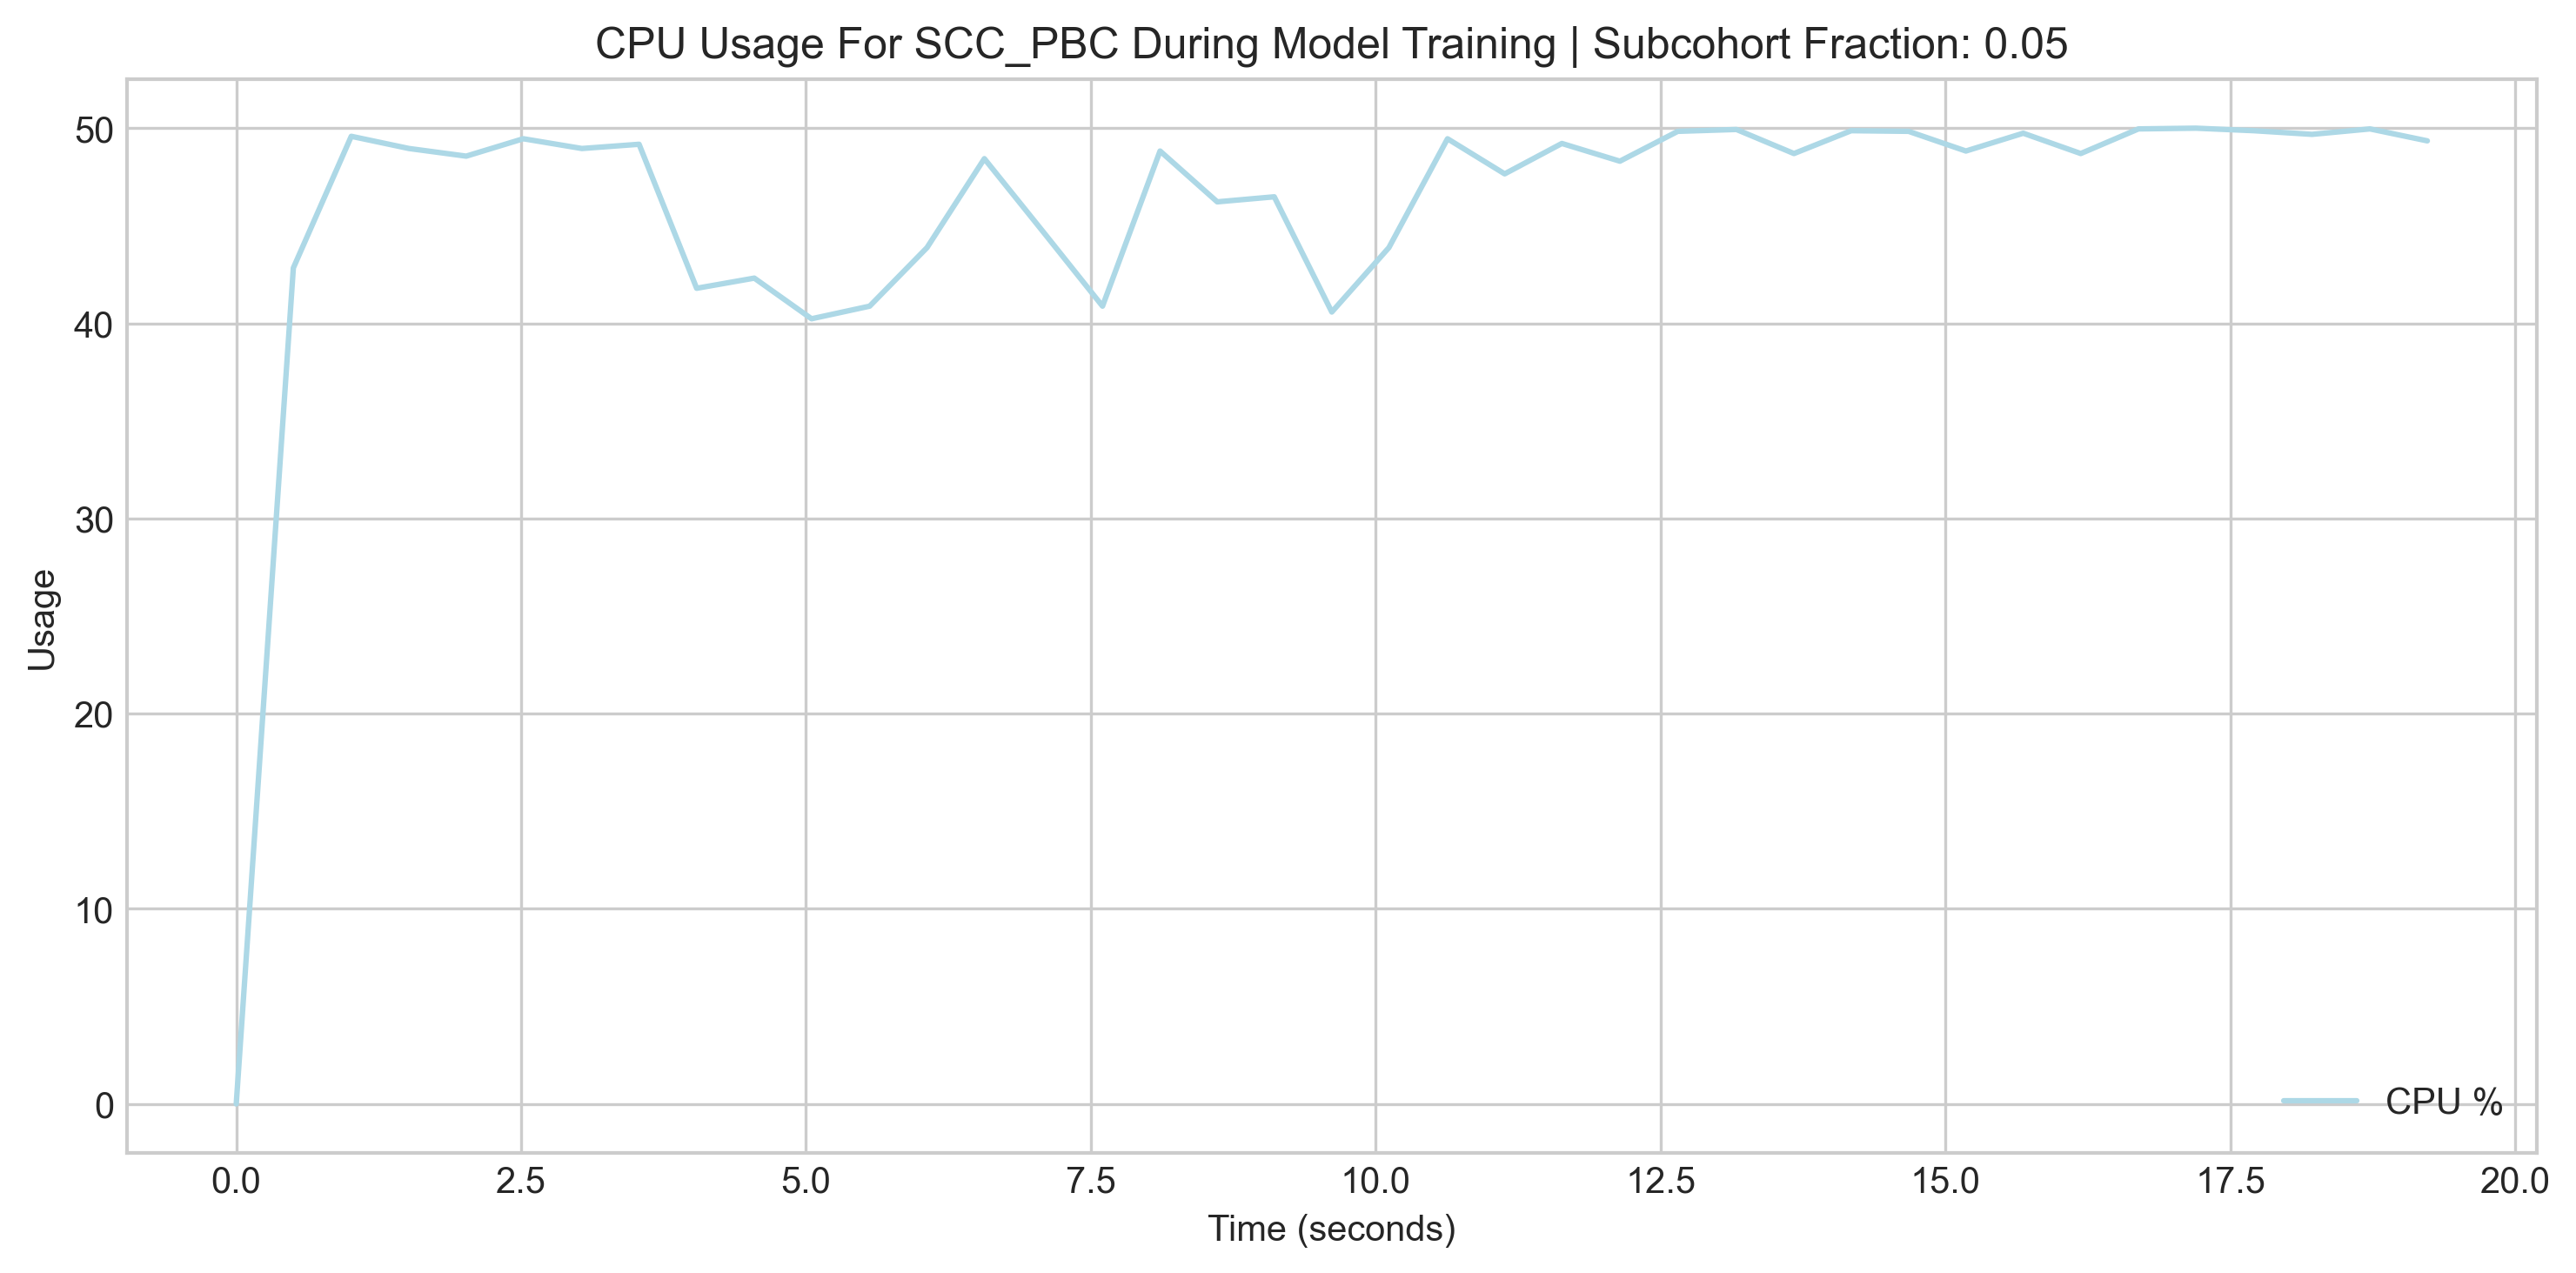 CPU Usage For SCC_PBC During Model Training | Subcohort Fraction: 0.05
50
40
30
20
10
0
Usage
CPU %
0.0 2.5 5.0 7.5 10.0 12.5 15.0 17.5 20.0
Time (seconds)